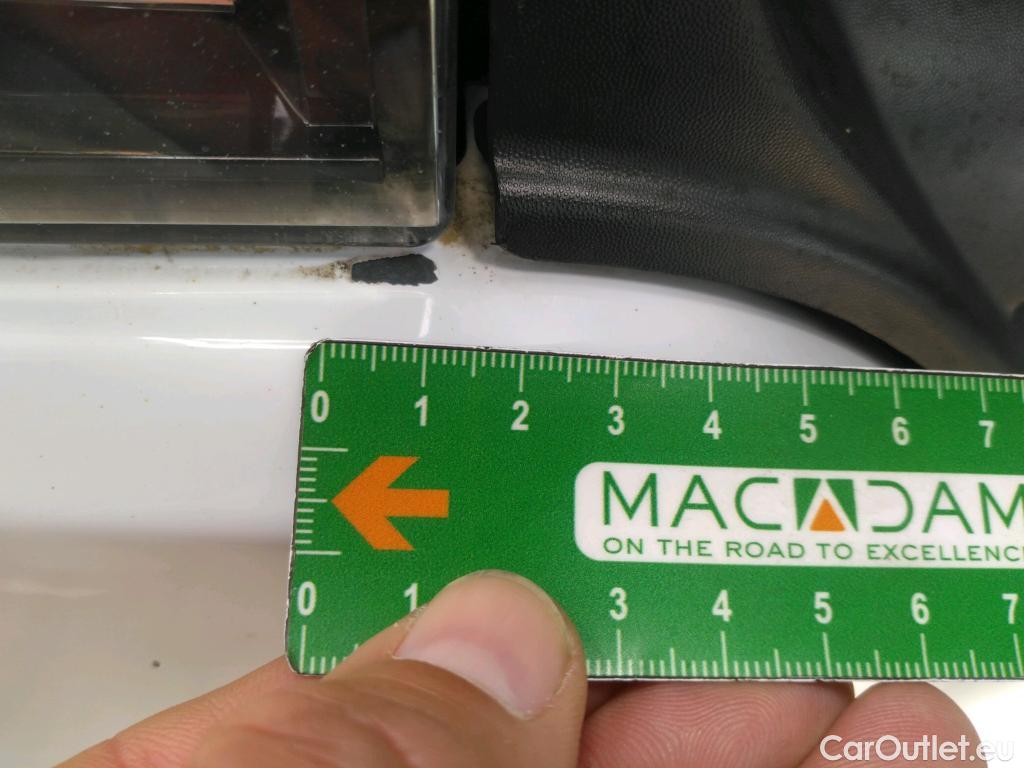 0 1 2 3 4 5 6 7
MACADAM
ON THE ROAD TO EXCELLENC
0 1 3 4 5 6 7
CarOutlet.eu